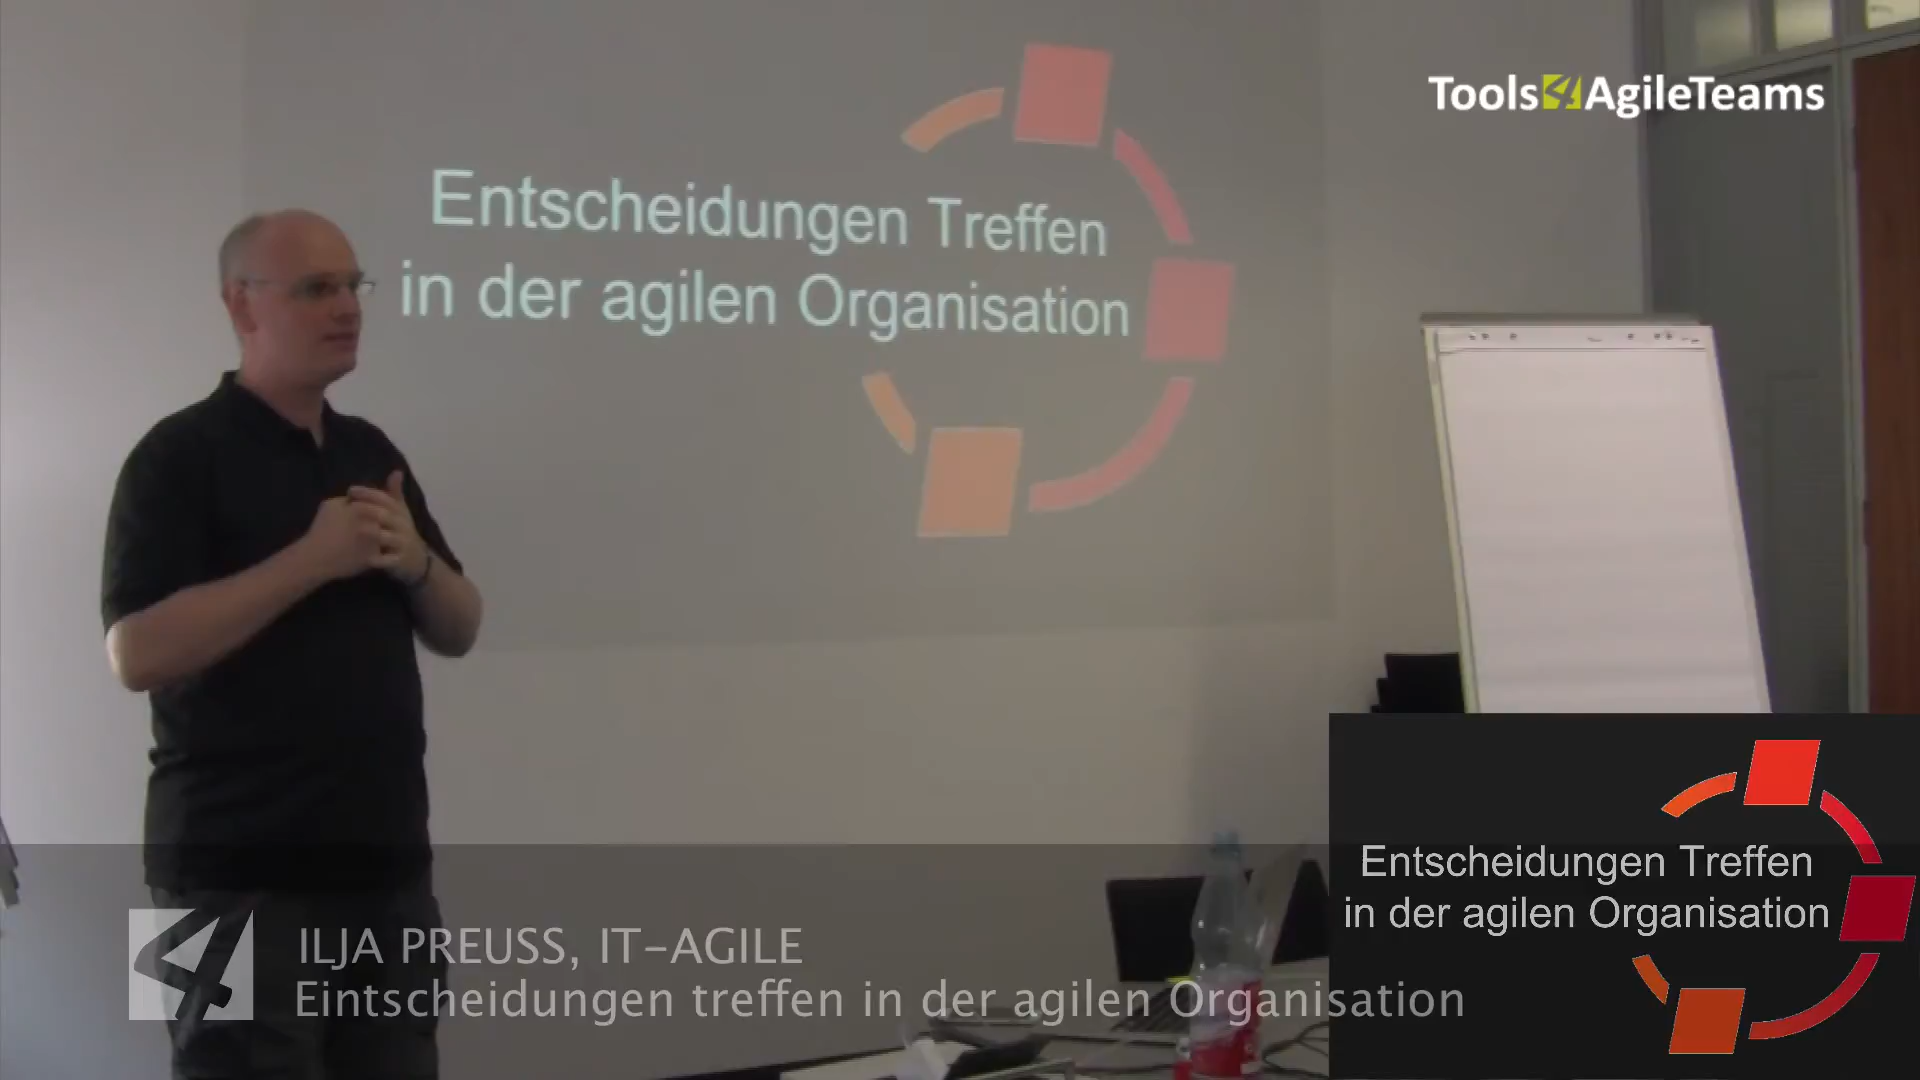 Tools4AgileTeams
Entscheidungen Treffen
in der agilen Organisation
Entscheidungen Treffen
in der agilen Organisation
4
ILJA PREUSS, IT-AGILE
Eintscheidungen treffen in der agilen Organisation